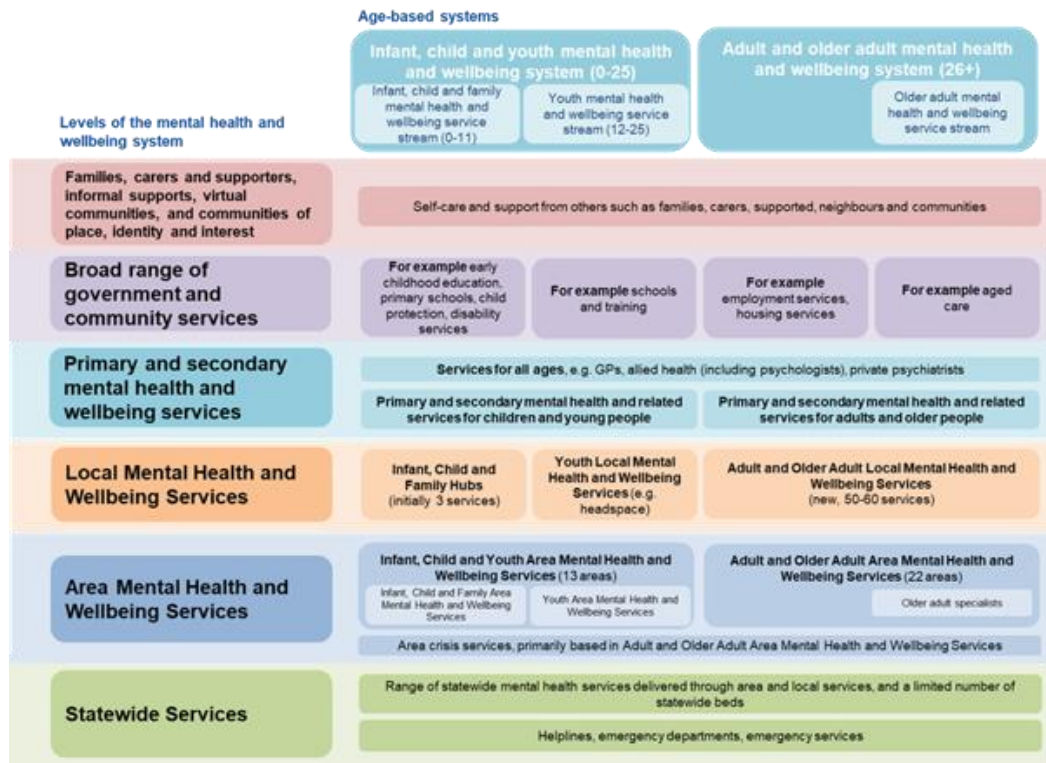 Age-based systems
Infant, child and youth mental health
and wellbeing system (0-25)
Infant, child and family
mental health and
wellbeing service
stream (0-11)
Youth mental health
and wellbeing service
stream (12-25)
Adult and older adult mental health
and wellbeing system (26+)
Older adult mental
health and wellbeing
service stream
Levels of the mental health and
wellbeing system
Families, carers and supporters,
informal supports, virtual
communities, and communities of
place, identity and interest
Self-care and support from others such as families, carers, supported, neighbours and communities
Broad range of
government and
community services
For example early
childhood education,
primary schools, child
protection, disability
services
For example schools
and training
For example
employment services,
housing services
For example aged
care
Primary and secondary
mental health and
wellbeing services
Services for all ages, e.g. GPs, allied health (including psychologists), private psychiatrists
Primary and secondary mental health and related
services for children and young people
Primary and secondary mental health and related
services for adults and older people
Local Mental Health and
Wellbeing Services
Infant, Child and
Family Hubs
(initially 3 services)
Youth Local Mental
Health and Wellbeing
Services (e.g.
headspace)
Adult and Older Adult Local Mental Health and
Wellbeing Services
(new, 50-60 services)
Area Mental Health and
Wellbeing Services
Infant, Child and Youth Area Mental Health and
Wellbeing Services (13 areas)
Infant, Child and Family Area
Mental Health and Wellbeing
Services
Youth Area Mental Health and
Wellbeing Services
Adult and Older Adult Area Mental Health and
Wellbeing Services (22 areas)
Older adult specialists
Area crisis services, primarily based in Adult and Older Adult Area Mental Health and Wellbeing Services
Statewide Services
Range of statewide mental health services delivered through area and local services, and a limited number of
statewide beds
Helplines, emergency departments, emergency services